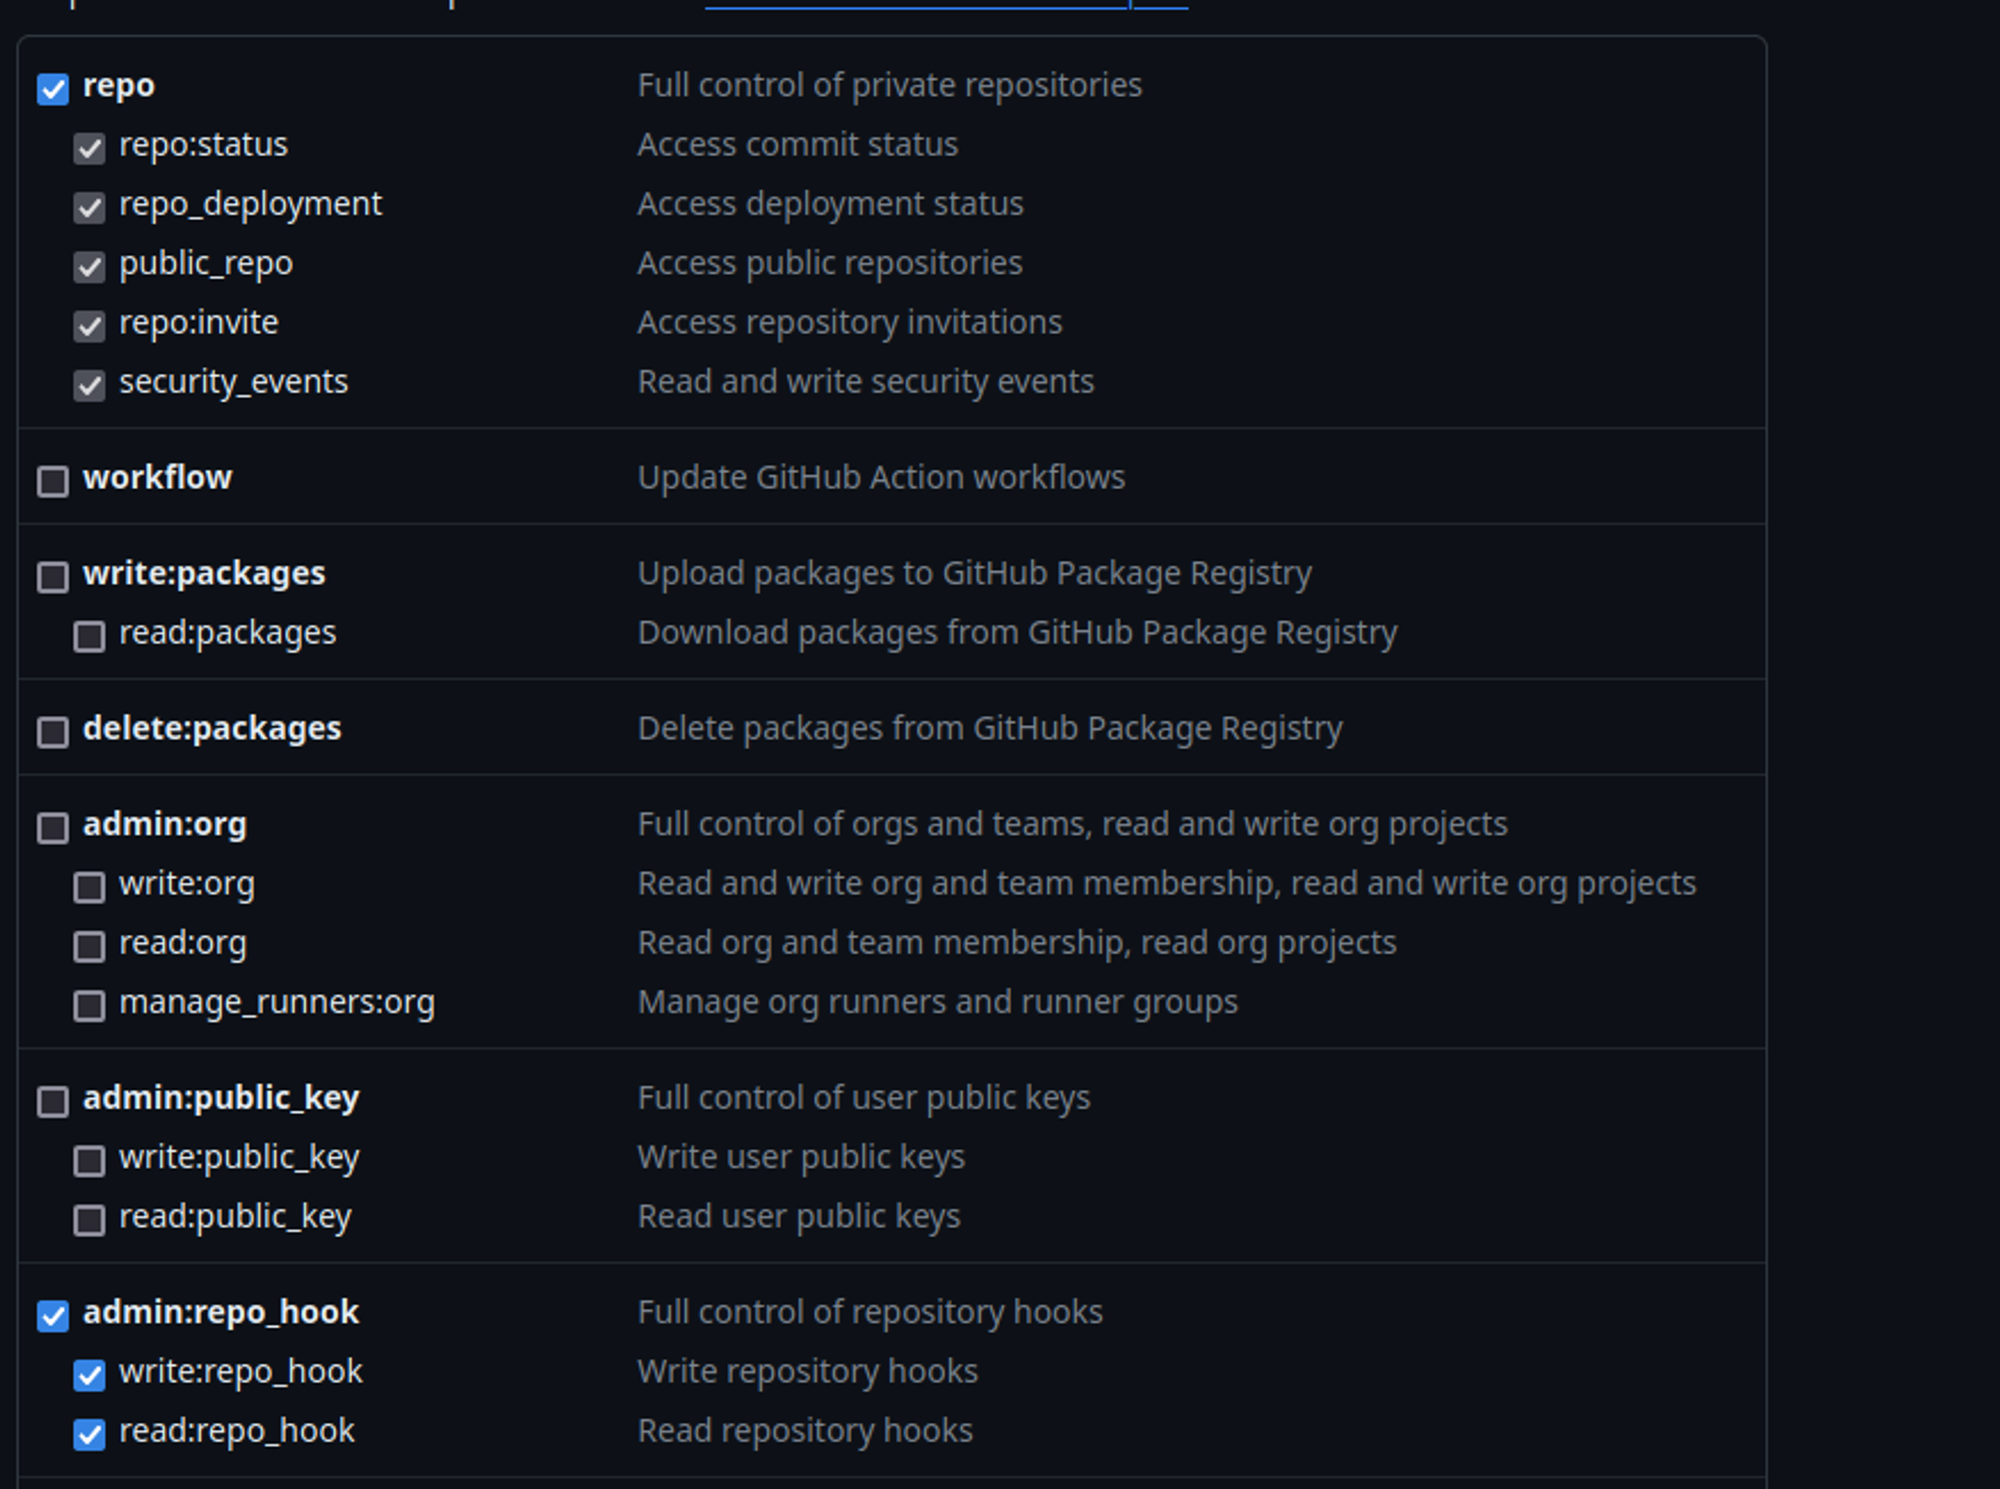 repo Full control of private repositories
repo:status Access commit status
repo_deployment Access deployment status
public_repo Access public repositories
repo:invite Access repository invitations
security_events Read and write security events
workflow Update GitHub Action workflows
write:packages Upload packages to GitHub Package Registry
read:packages Download packages from GitHub Package Registry
delete:packages Delete packages from GitHub Package Registry
admin:org Full control of orgs and teams, read and write org projects
write:org Read and write org and team membership, read and write org projects
read:org Read org and team membership, read org projects
manage_runners:org Manage org runners and runner groups
admin:public_key Full control of user public keys
write:public_key Write user public keys
read:public_key Read user public keys
admin:repo_hook Full control of repository hooks
write:repo_hook Write repository hooks
read:repo_hook Read repository hooks